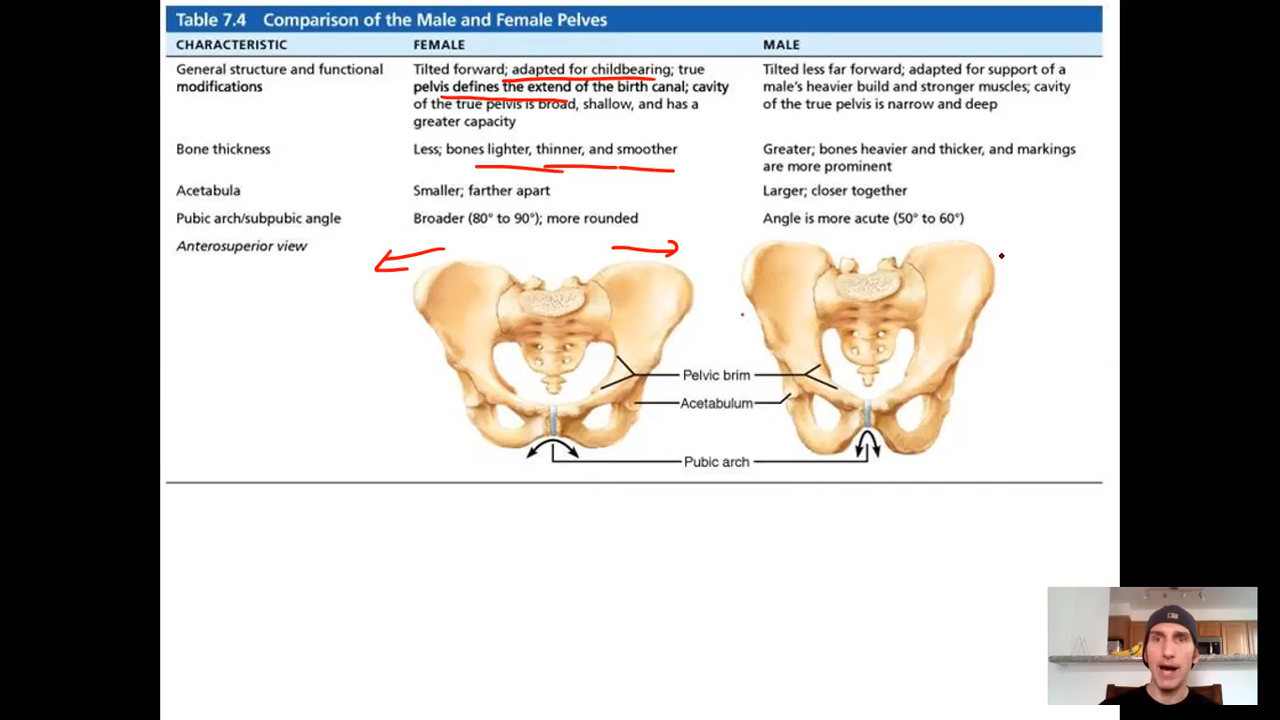 Table 7.4 Comparison of the Male and Female Pelves
CHARACTERISTIC FEMALE MALE
General structure and functional modifications
Tilted forward; adapted for childbearing; true
pelvis defines the extend of the birth canal; cavity
of the true pelvis is broad, shallow, and has a
greater capacity
Tilted less far forward; adapted for support of a
male's heavier build and stronger muscles; cavity
of the true pelvis is narrow and deep
Bone thickness
Less; bones lighter, thinner, and smoother
Greater; bones heavier and thicker, and markings
are more prominent
Acetabula
Smaller; farther apart
Larger; closer together
Pubic arch/subpubic angle
Broader (80° to 90°); more rounded
Angle is more acute (50° to 60°)
Anterosuperior view
Pelvic brim
Acetabulum
Pubic arch